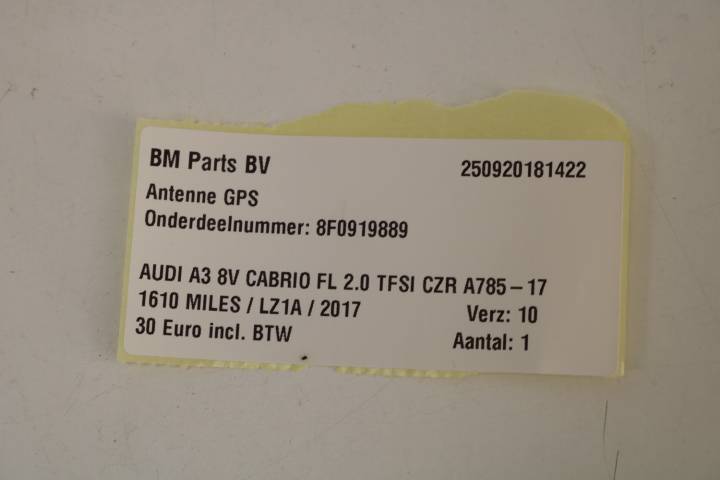 BM Parts BV 250920181422
Antenne GPS
Onderdeelnummer: 8F0919889
AUDI A3 8V CABRIO FL 2.0 TFSI CZR A785-17
1610 MILES / LZ1A / 2017 Verz: 10
30 Euro incl. BTW Aantal: 1